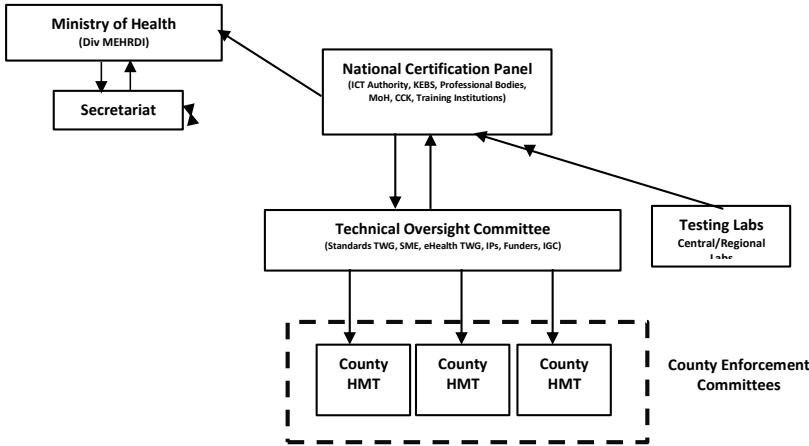 Ministry of Health
(Div MEHRDI)
National Certification Panel
(ICT Authority, KEBS, Professional Bodies,
MoH, CCK, Training Institutions)
Secretariat
Technical Oversight Committee
(Standards TWG, SME, eHealth TWG, IPs, Funders, IGC)
Testing Labs
Central/Regional
Labs
County
HMT
County
HMT
County
HMT
County Enforcement
Committees